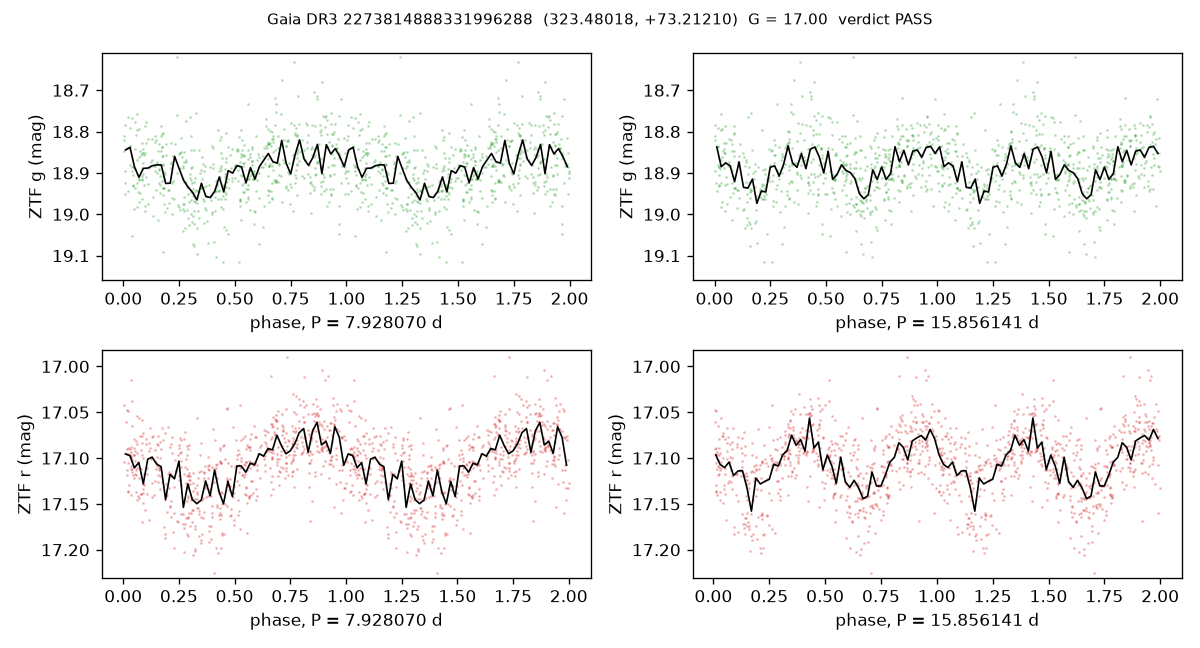 Gaia DR3 2273814888331996288 (323.48018, +73.21210) G = 17.00 verdict PASS
ZTF g (mag)
18.7
18.8
18.9
19.0
19.1
0.00 0.25 0.50 0.75 1.00 1.25 1.50 1.75 2.00
phase, P = 7.928070 d
ZTF g (mag)
18.7
18.8
18.9
19.0
19.1
0.00 0.25 0.50 0.75 1.00 1.25 1.50 1.75 2.00
phase, P = 15.856141 d
ZTF r (mag)
17.00
17.05
17.10
17.15
17.20
0.00 0.25 0.50 0.75 1.00 1.25 1.50 1.75 2.00
phase, P = 7.928070 d
ZTF r (mag)
17.00
17.05
17.10
17.15
17.20
0.00 0.25 0.50 0.75 1.00 1.25 1.50 1.75 2.00
phase, P = 15.856141 d